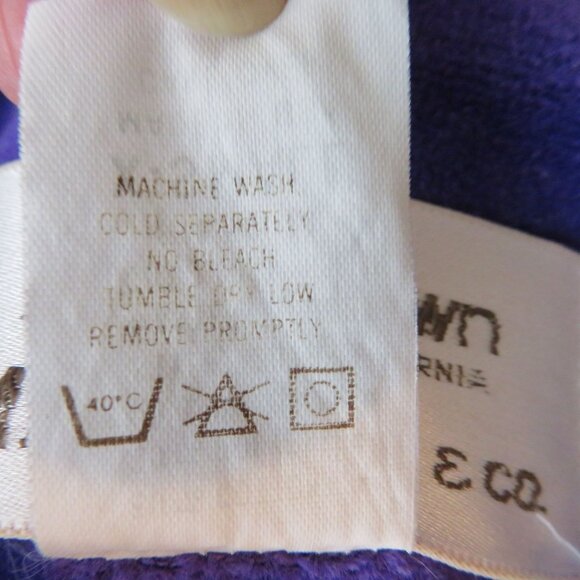 MACHINE WASH
COLD SEPARATELY
NO BLEACH
TUMBLE DRY LOW
REMOVE PROMPTLY
40°C
& CO.